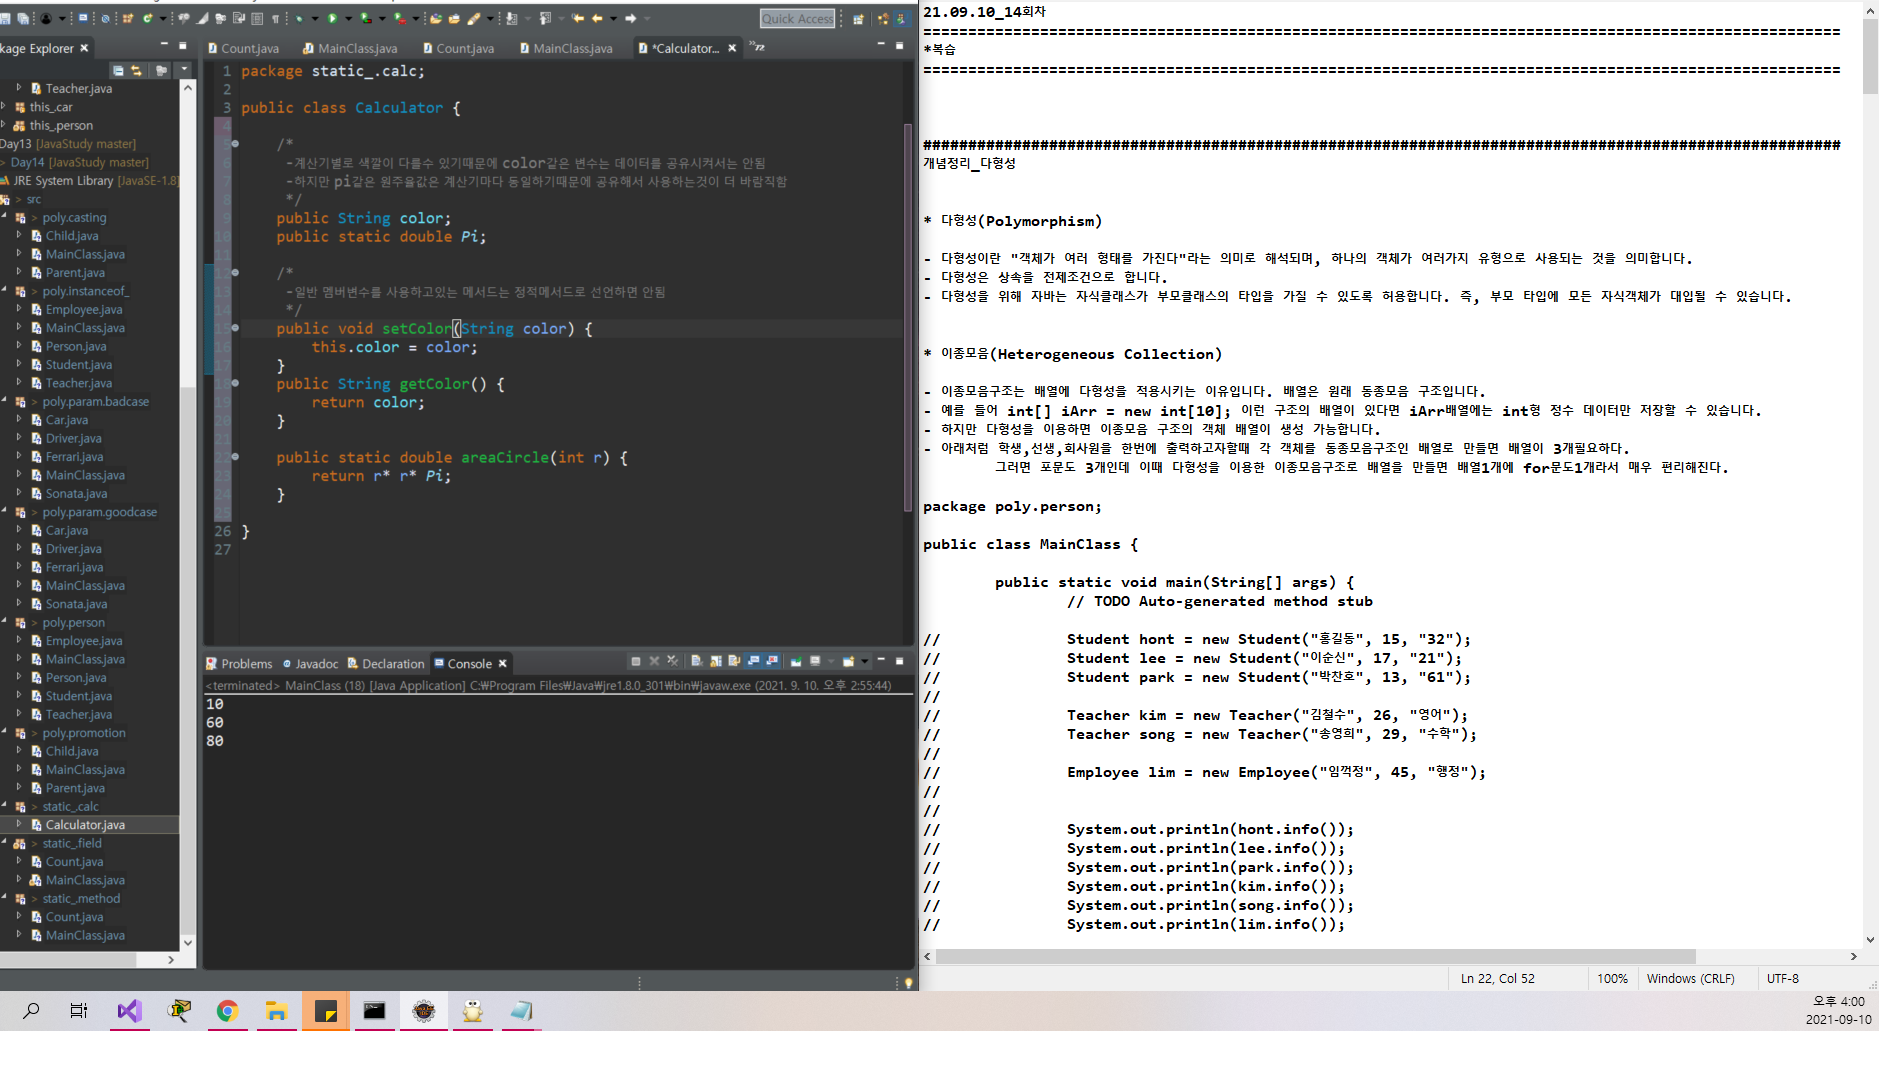 Quick Access
Package Explorer
Teacher.java
this_.car
this_.person
Day13 [JavaStudy master]
> Day14 [JavaStudy master]
JRE System Library [JavaSE-1.8]
> src
> poly.casting
Child.java
MainClass.java
Parent.java
> poly.instanceof_
Employee.java
MainClass.java
Person.java
Student.java
Teacher.java
> poly.param.badcase
Car.java
Driver.java
Ferrari.java
MainClass.java
Sonata.java
> poly.param.goodcase
Car.java
Driver.java
Ferrari.java
MainClass.java
Sonata.java
> poly.person
Employee.java
MainClass.java
Person.java
Student.java
Teacher.java
> poly.promotion
Child.java
MainClass.java
Parent.java
> static_.calc
Calculator.java
> static_.field
Count.java
MainClass.java
> static_.method
Count.java
MainClass.java
Count.java MainClass.java Count.java MainClass.java *Calculator... »72
1 package static_.calc;
2
3 public class Calculator {
4
5 /*
6 -계산기별로 색깔이 다를수 있기때문에 color같은 변수는 데이터를 공유시켜서는 안됨
7 -하지만 pi같은 원주율값은 계산기마다 동일하기때문에 공유해서 사용하는것이 더 바람직함
8 */
9 public String color;
10 public static double Pi;
11
12 /*
13 -일반 멤버변수를 사용하고있는 메서드는 정적메서드로 선언하면 안됨
14 */
15 public void setColor(String color) {
16 this.color = color;
17 }
18 public String getColor() {
19 return color;
20 }
21
22 public static double areaCircle(int r) {
23 return r* r* Pi;
24 }
25
26 }
27
Problems Javadoc Declaration Console
<terminated> MainClass (18) [Java Application] C:₩Program Files₩Java₩jre1.8.0_301₩bin₩javaw.exe (2021. 9. 10. 오후 2:55:44)
10
60
80
21.09.10_14회차
=======================================================================================================
*복습
=======================================================================================================
#######################################################################################################
개념정리_다형성
* 다형성(Polymorphism)
- 다형성이란 "객체가 여러 형태를 가진다"라는 의미로 해석되며, 하나의 객체가 여러가지 유형으로 사용되는 것을 의미합니다.
- 다형성은 상속을 전제조건으로 합니다.
- 다형성을 위해 자바는 자식클래스가 부모클래스의 타입을 가질 수 있도록 허용합니다. 즉, 부모 타입에 모든 자식객체가 대입될 수 있습니다.
* 이종모음(Heterogeneous Collection)
- 이종모음구조는 배열에 다형성을 적용시키는 이유입니다. 배열은 원래 동종모음 구조입니다.
- 예를 들어 int[] iArr = new int[10]; 이런 구조의 배열이 있다면 iArr배열에는 int형 정수 데이터만 저장할 수 있습니다.
- 하지만 다형성을 이용하면 이종모음 구조의 객체 배열이 생성 가능합니다.
- 아래처럼 학생,선생,회사원을 한번에 출력하고자할때 각 객체를 동종모음구조인 배열로 만들면 배열이 3개필요하다.
그러면 포문도 3개인데 이때 다형성을 이용한 이종모음구조로 배열을 만들면 배열1개에 for문도1개라서 매우 편리해진다.
package poly.person;
public class MainClass {
public static void main(String[] args) {
// TODO Auto-generated method stub
// Student hont = new Student("홍길동", 15, "32");
// Student lee = new Student("이순신", 17, "21");
// Student park = new Student("박찬호", 13, "61");
//
// Teacher kim = new Teacher("김철수", 26, "영어");
// Teacher song = new Teacher("송영희", 29, "수학");
//
// Employee lim = new Employee("임꺽정", 45, "행정");
//
//
// System.out.println(hont.info());
// System.out.println(lee.info());
// System.out.println(park.info());
// System.out.println(kim.info());
// System.out.println(song.info());
// System.out.println(lim.info());
Ln 22, Col 52 100% Windows (CRLF) UTF-8
오후 4:00
2021-09-10